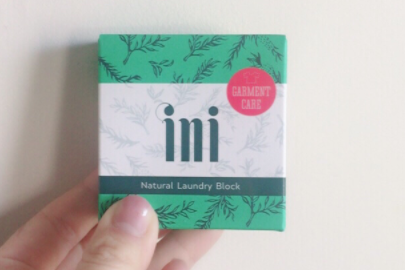 GARMENT
CARE
ini
Natural Laundry Block